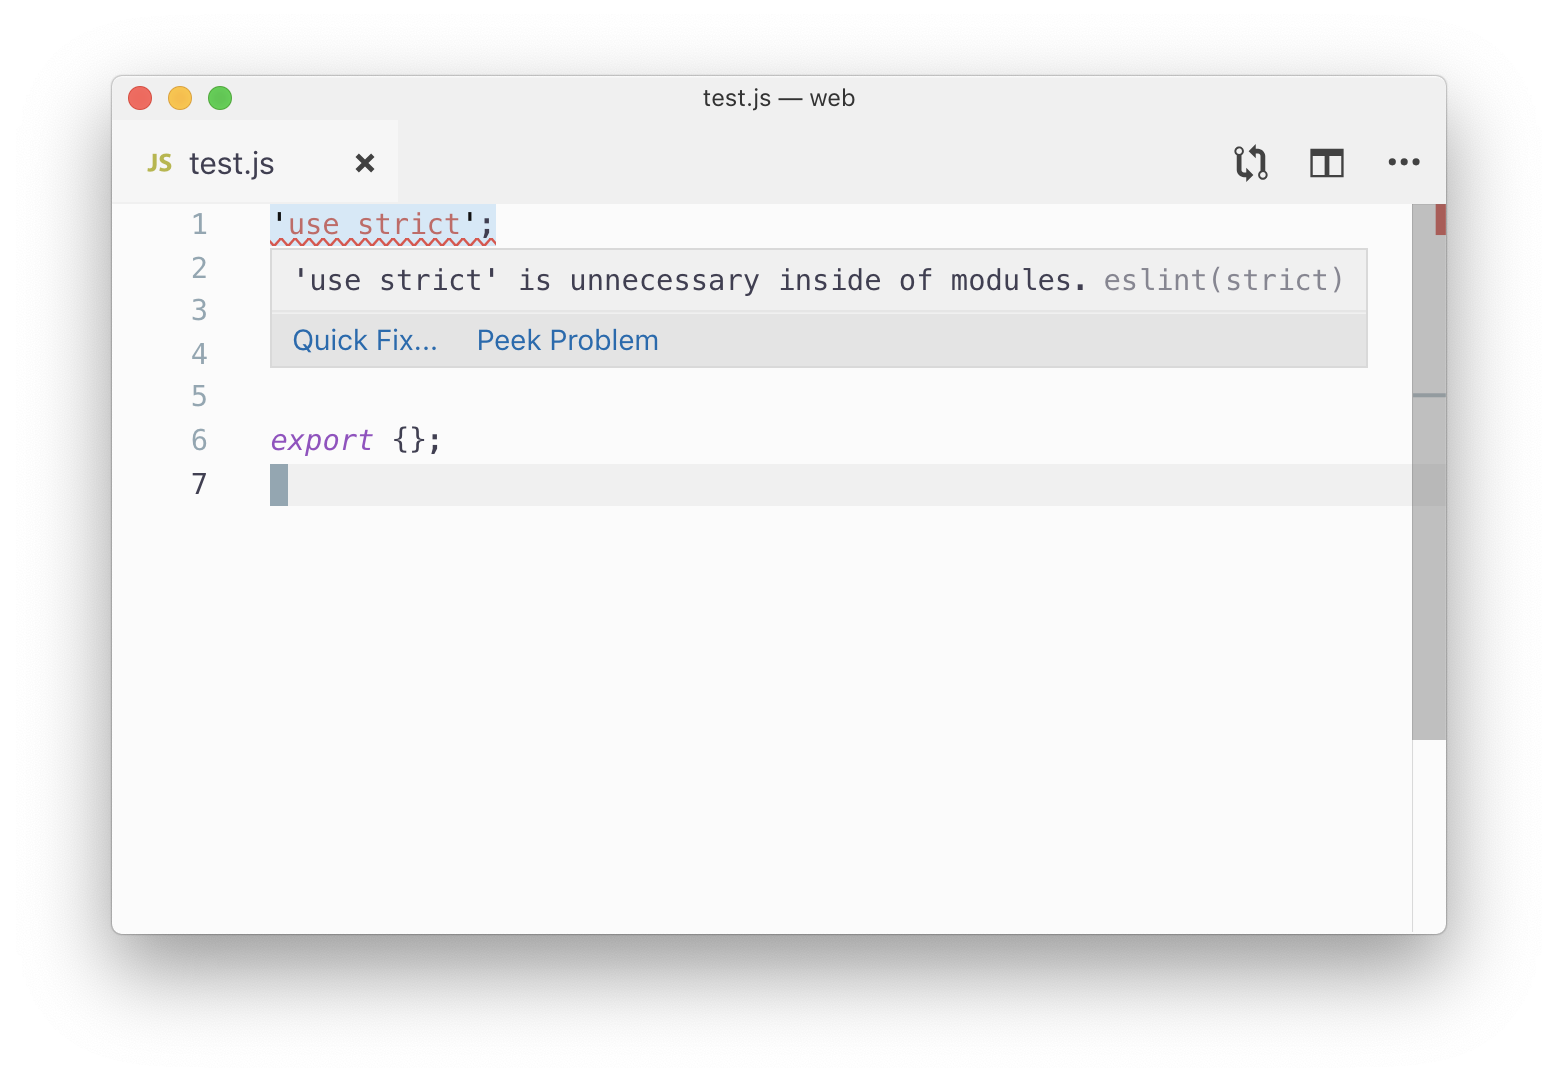 test.js — web
JS test.js
1 'use strict';
2
'use strict' is unnecessary inside of modules. eslint(strict)
3
Quick Fix... Peek Problem
4
5
6 export {};
7